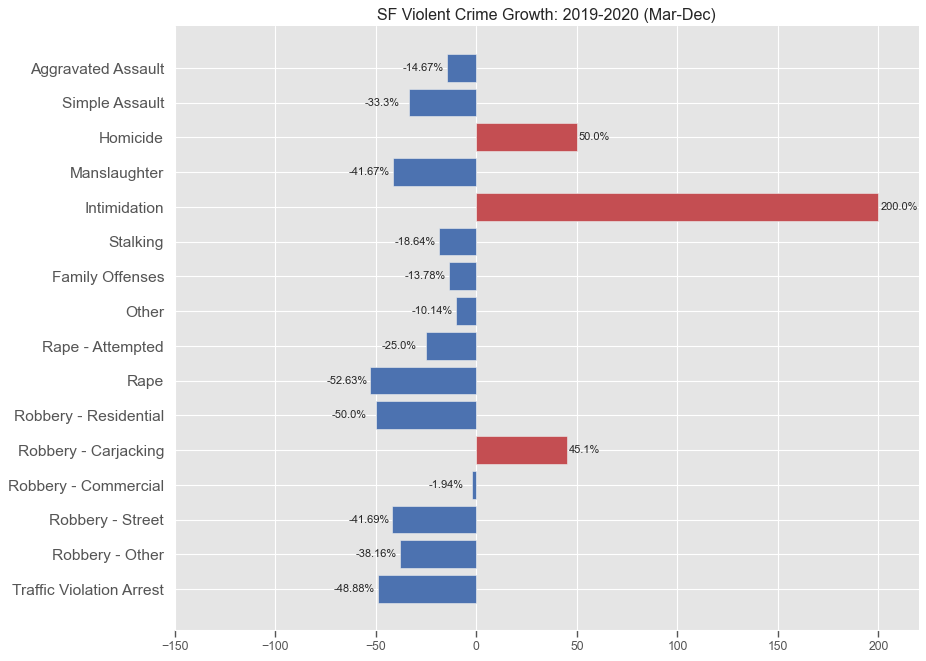 SF Violent Crime Growth: 2019-2020 (Mar-Dec)
Aggravated Assault -14.67%
Simple Assault -33.3%
Homicide 50.0%
Manslaughter -41.67%
Intimidation 200.0%
Stalking -18.64%
Family Offenses -13.78%
Other -10.14%
Rape - Attempted -25.0%
Rape -52.63%
Robbery - Residential -50.0%
Robbery - Carjacking 45.1%
Robbery - Commercial -1.94%
Robbery - Street -41.69%
Robbery - Other -38.16%
Traffic Violation Arrest -48.88%
−150 −100 −50 0 50 100 150 200